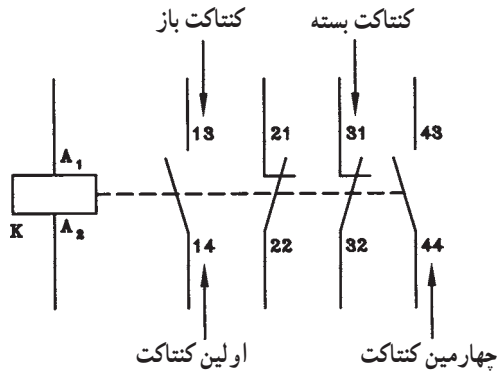 کنتاکت باز
کنتاکت بسته
13
21
31
43
A₁
K
A₂
14
22
32
44
اولین کنتاکت
چهارمین کنتاکت